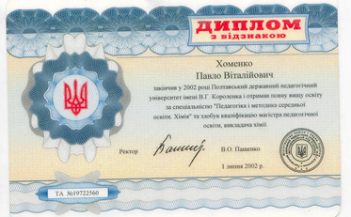 ДИПЛОМ
з відзнакою
Хоменко
Павло Віталійович
закінчив у 2002 році Полтавський державний педагогічний
університет імені В.Г. Короленка і отримав повну вищу освіту
за спеціальністю "Педагогіка і методика середньої
освіти. Хімія" та здобув кваліфікацію магістра педагогічної
освіти, викладача хімії.
Ректор В.О. Пащенко
1 липня 2002 р.
ТА №19722560